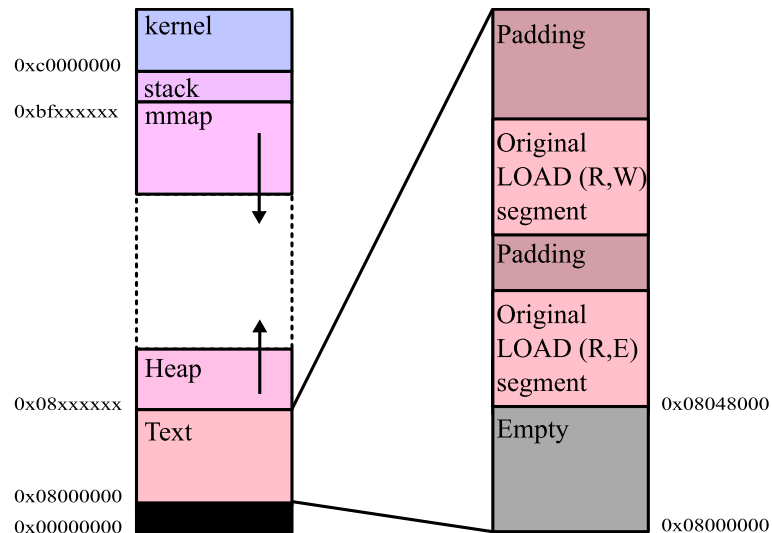 kernel
0xc0000000
stack
0xbfxxxxxx
mmap
Heap
0x08xxxxxx
Text
0x08000000
0x00000000
Padding
Original
LOAD (R,W)
segment
Padding
Original
LOAD (R,E)
segment
0x08048000
Empty
0x08000000